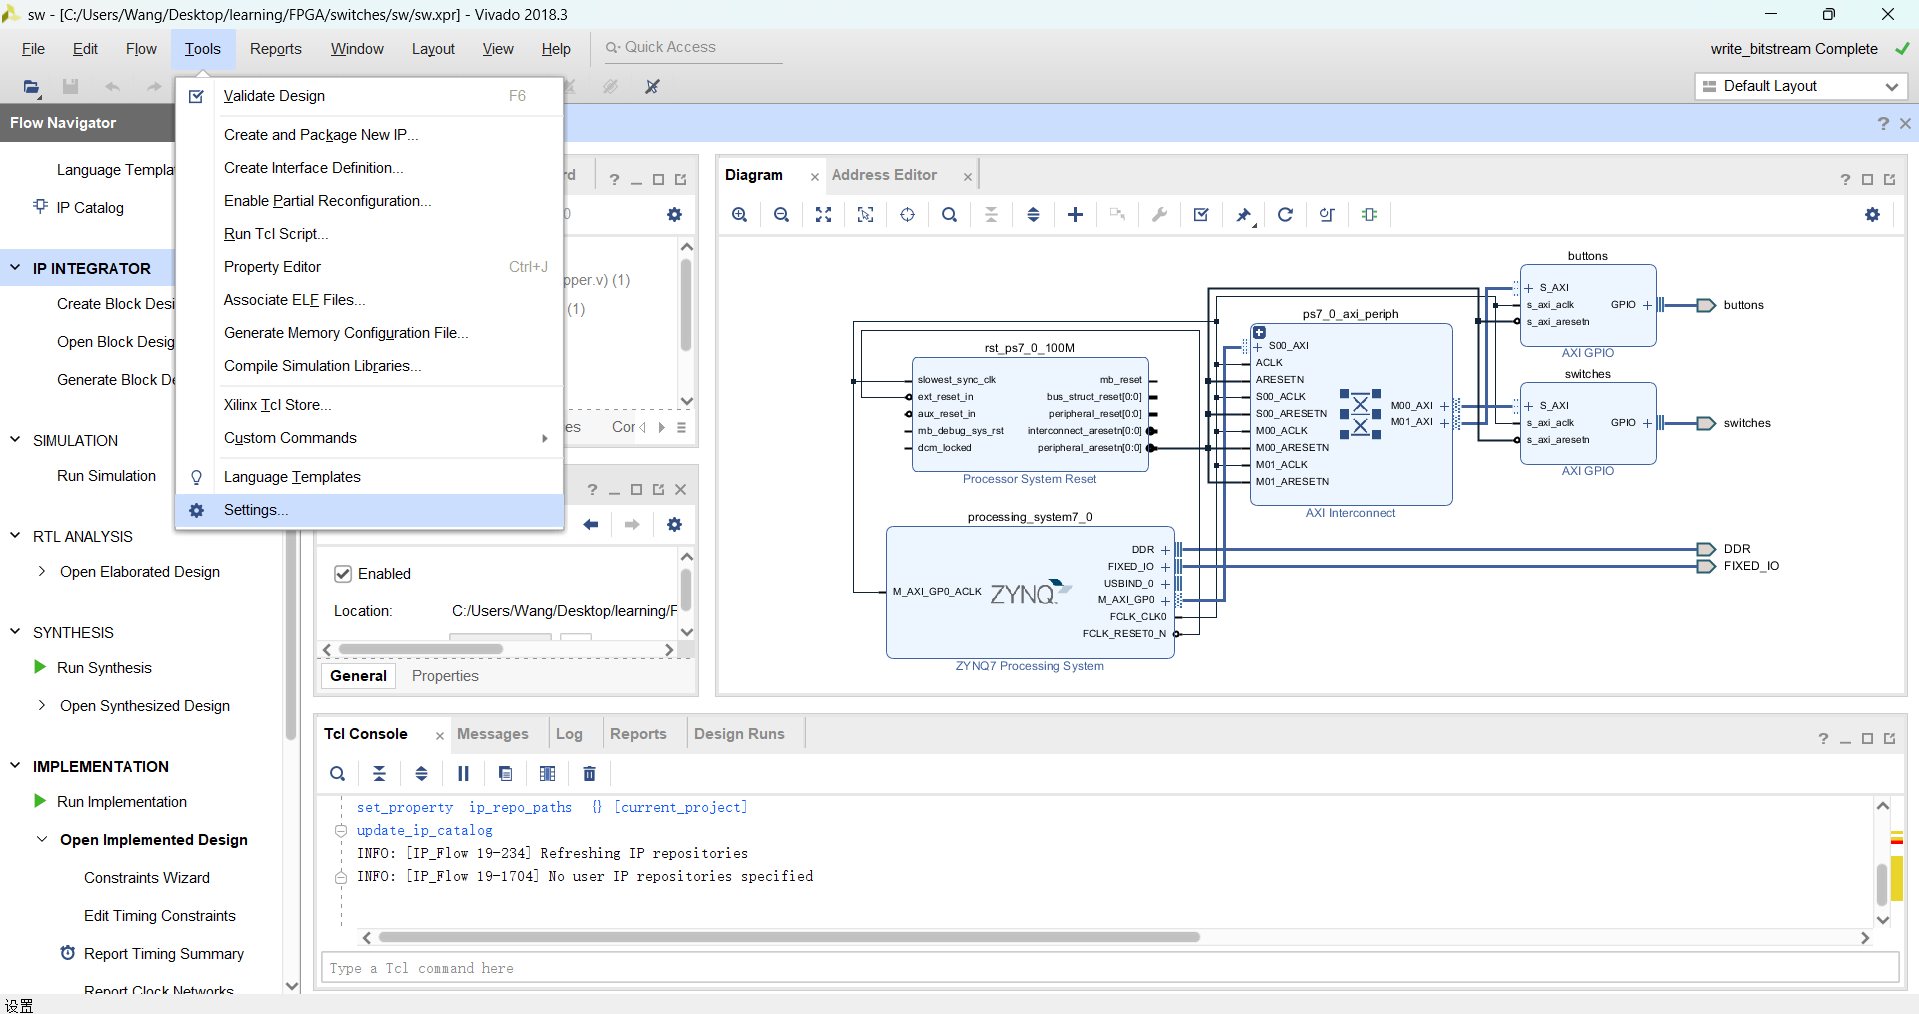 sw - [C:/Users/Wang/Desktop/learning/FPGA/switches/sw/sw.xpr] - Vivado 2018.3
File Edit Flow Tools Reports Window Layout View Help Quick Access
write_bitstream Complete
Default Layout
Flow Navigator
Language Templa
IP Catalog
IP INTEGRATOR
Create Block Desi
Open Block Desig
Generate Block De
SIMULATION
Run Simulation
RTL ANALYSIS
Open Elaborated Design
SYNTHESIS
Run Synthesis
Open Synthesized Design
IMPLEMENTATION
Run Implementation
Open Implemented Design
Constraints Wizard
Edit Timing Constraints
Report Timing Summary
Report Clock Networks
Validate Design F6
Create and Package New IP...
Create Interface Definition...
Enable Partial Reconfiguration...
Run Tcl Script...
Property Editor Ctrl+J
Associate ELF Files...
Generate Memory Configuration File...
Compile Simulation Libraries...
Xilinx Tcl Store...
Custom Commands
Language Templates
Settings...
rd
0
pper.v) (1)
(1)
es Cor
Enabled
Location: C:/Users/Wang/Desktop/learning/F
General Properties
Diagram Address Editor
rst_ps7_0_100M
slowest_sync_clk
ext_reset_in
aux_reset_in
mb_debug_sys_rst
dcm_locked
mb_reset
bus_struct_reset[0:0]
peripheral_reset[0:0]
interconnect_aresetn[0:0]
peripheral_aresetn[0:0]
Processor System Reset
processing_system7_0
M_AXI_GP0_ACLK
ZYNQ
DDR
FIXED_IO
USBIND_0
M_AXI_GP0
FCLK_CLK0
FCLK_RESET0_N
ZYNQ7 Processing System
ps7_0_axi_periph
S00_AXI
ACLK
ARESETN
S00_ACLK
S00_ARESETN
M00_ACLK
M00_ARESETN
M01_ACLK
M01_ARESETN
M00_AXI
M01_AXI
AXI Interconnect
buttons
S_AXI
s_axi_aclk
s_axi_aresetn
GPIO
AXI GPIO
buttons
switches
S_AXI
s_axi_aclk
s_axi_aresetn
GPIO
AXI GPIO
switches
DDR
FIXED_IO
Tcl Console Messages Log Reports Design Runs
set_property ip_repo_paths {} [current_project]
update_ip_catalog
INFO: [IP_Flow 19-234] Refreshing IP repositories
INFO: [IP_Flow 19-1704] No user IP repositories specified
Type a Tcl command here
设置